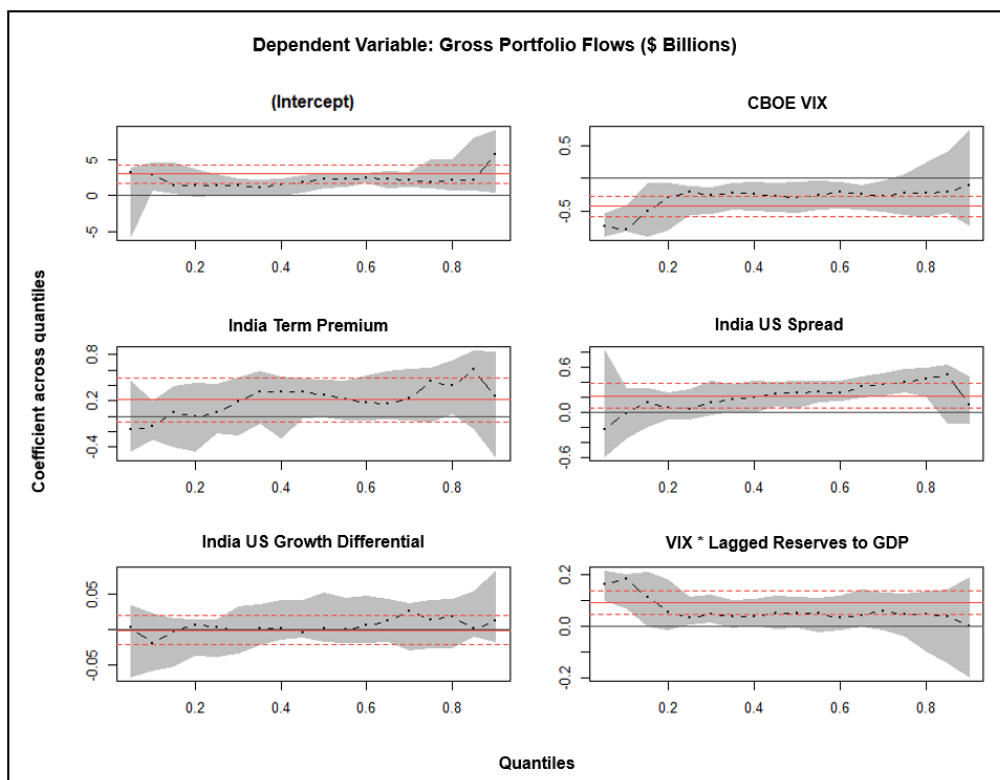 Dependent Variable: Gross Portfolio Flows ($ Billions)
(Intercept)
5
0
-5
0.2 0.4 0.6 0.8
CBOE VIX
0.5
-0.5
0.2 0.4 0.6 0.8
Coefficient across quantiles
India Term Premium
0.8
0.2
-0.4
0.2 0.4 0.6 0.8
India US Spread
0.6
0.0
-0.6
0.2 0.4 0.6 0.8
India US Growth Differential
0.05
-0.05
0.2 0.4 0.6 0.8
VIX * Lagged Reserves to GDP
0.2
0.0
-0.2
0.2 0.4 0.6 0.8
Quantiles